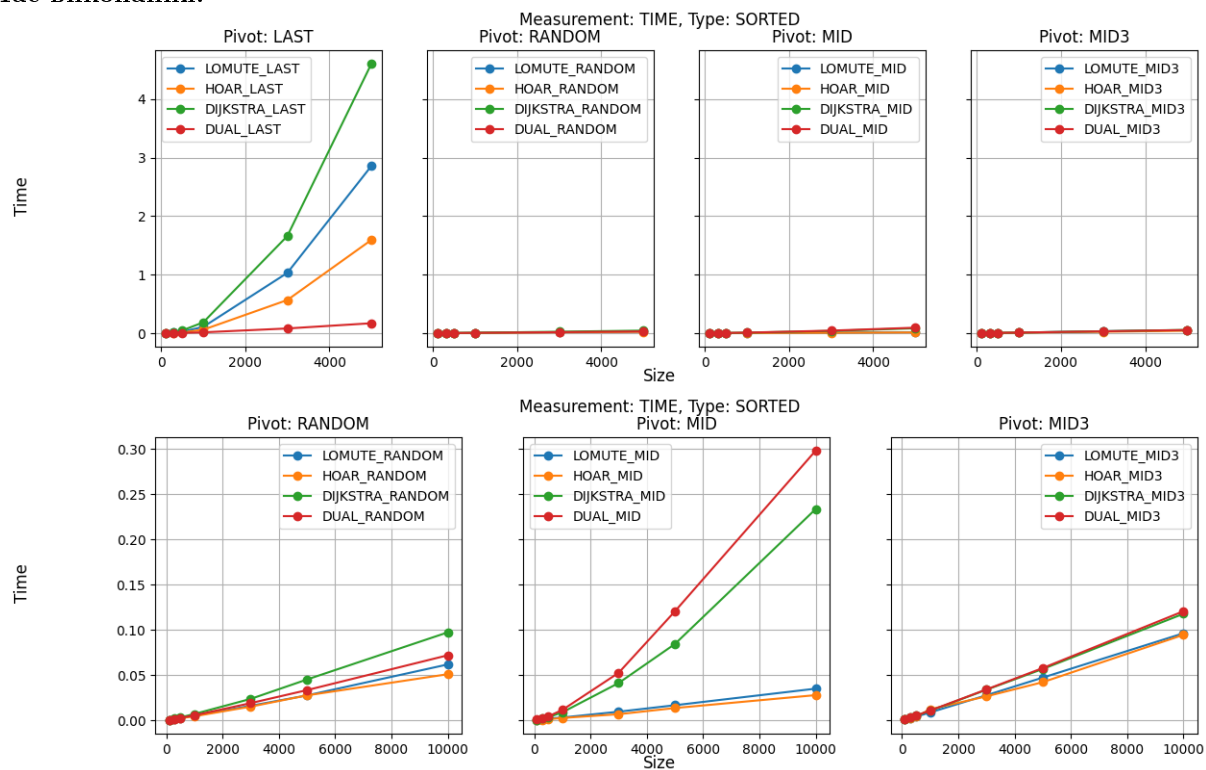 Measurement: TIME, Type: SORTED
Pivot: LAST
Pivot: RANDOM
Pivot: MID
Pivot: MID3
LOMUTE_LAST
HOAR_LAST
DIJKSTRA_LAST
DUAL_LAST
LOMUTE_RANDOM
HOAR_RANDOM
DIJKSTRA_RANDOM
DUAL_RANDOM
LOMUTE_MID
HOAR_MID
DIJKSTRA_MID
DUAL_MID
LOMUTE_MID3
HOAR_MID3
DIJKSTRA_MID3
DUAL_MID3
4
3
2
1
0
Time
0 2000 4000
0 2000 4000
0 2000 4000
0 2000 4000
Size
Measurement: TIME, Type: SORTED
Pivot: RANDOM
Pivot: MID
Pivot: MID3
LOMUTE_RANDOM
HOAR_RANDOM
DIJKSTRA_RANDOM
DUAL_RANDOM
LOMUTE_MID
HOAR_MID
DIJKSTRA_MID
DUAL_MID
LOMUTE_MID3
HOAR_MID3
DIJKSTRA_MID3
DUAL_MID3
0.30
0.25
0.20
0.15
0.10
0.05
0.00
Time
0 2000 4000 6000 8000 10000
0 2000 4000 6000 8000 10000
0 2000 4000 6000 8000 10000
Size